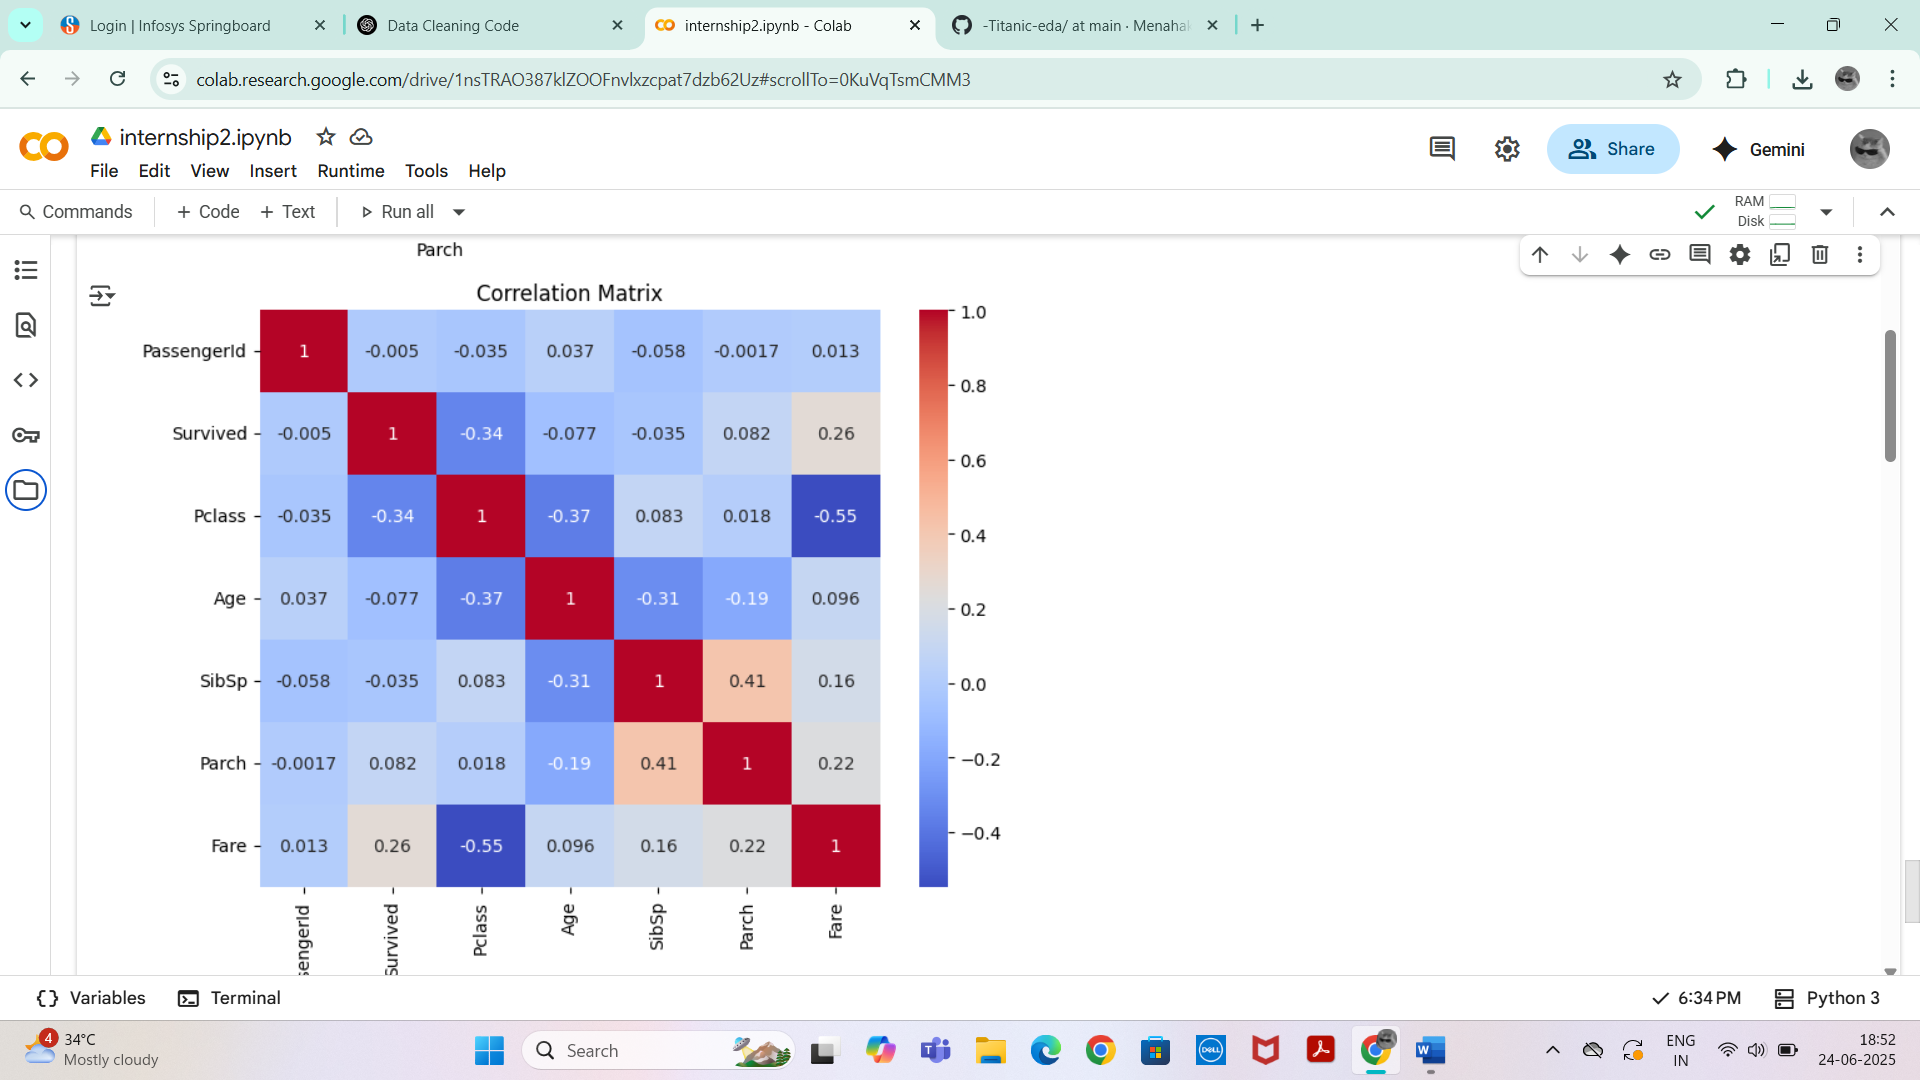 Login | Infosys Springboard
Data Cleaning Code
internship2.ipynb - Colab
-Titanic-eda/ at main · Menaha
colab.research.google.com/drive/1nsTRAO387klZOOFnvlxzcpat7dzb62Uz#scrollTo=0KuVqTsmCMM3
internship2.ipynb
Share
Gemini
File Edit View Insert Runtime Tools Help
Commands + Code + Text Run all
RAM
Disk
Parch
Correlation Matrix
PassengerId 1 -0.005 -0.035 0.037 -0.058 -0.0017 0.013
Survived -0.005 1 -0.34 -0.077 -0.035 0.082 0.26
Pclass -0.035 -0.34 1 -0.37 0.083 0.018 -0.55
Age 0.037 -0.077 -0.37 1 -0.31 -0.19 0.096
SibSp -0.058 -0.035 0.083 -0.31 1 0.41 0.16
Parch -0.0017 0.082 0.018 -0.19 0.41 1 0.22
Fare 0.013 0.26 -0.55 0.096 0.16 0.22 1
sengerId Survived Pclass Age SibSp Parch Fare
1.0
0.8
0.6
0.4
0.2
0.0
−0.2
−0.4
Variables
Terminal
6:34 PM
Python 3
4
34°C
Mostly cloudy
Search
DELL
ENG
IN
18:52
24-06-2025